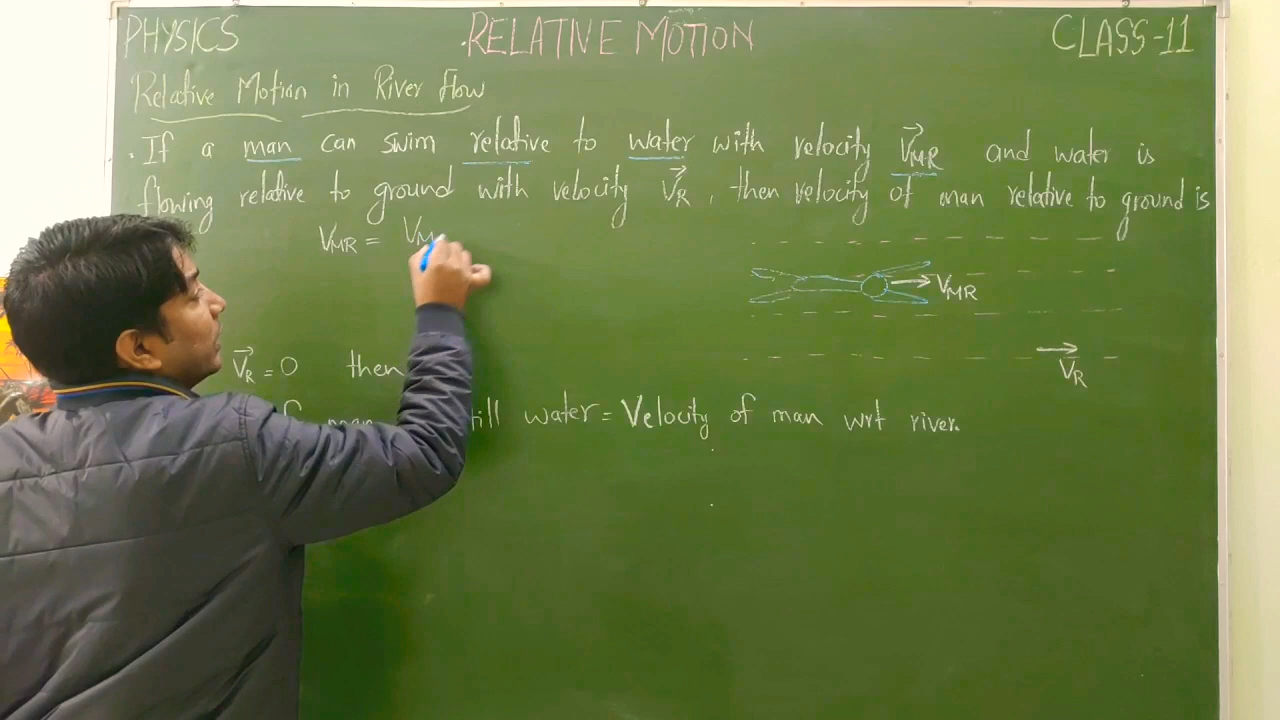 PHYSICS
RELATIVE MOTION
CLASS-11
Relative Motion in River flow
. If a man can swim relative to water with velocity V⃗MR and water is
flowing relative to ground with velocity V⃗R, then velocity of man relative to ground is
VMR = VM
VMR
V⃗R = 0 then
VR
man water = Velocity of man wrt river.